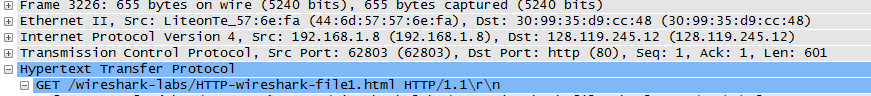 Frame 3226: 655 bytes on wire (5240 bits), 655 bytes captured (5240 bits)
Ethernet II, Src: LiteonTe_57:6e:fa (44:6d:57:57:6e:fa), Dst: 30:99:35:d9:cc:48 (30:99:35:d9:cc:48)
Internet Protocol Version 4, Src: 192.168.1.8 (192.168.1.8), Dst: 128.119.245.12 (128.119.245.12)
Transmission Control Protocol, Src Port: 62803 (62803), Dst Port: http (80), Seq: 1, Ack: 1, Len: 601
Hypertext Transfer Protocol
GET /wireshark-labs/HTTP-wireshark-file1.html HTTP/1.1\r\n